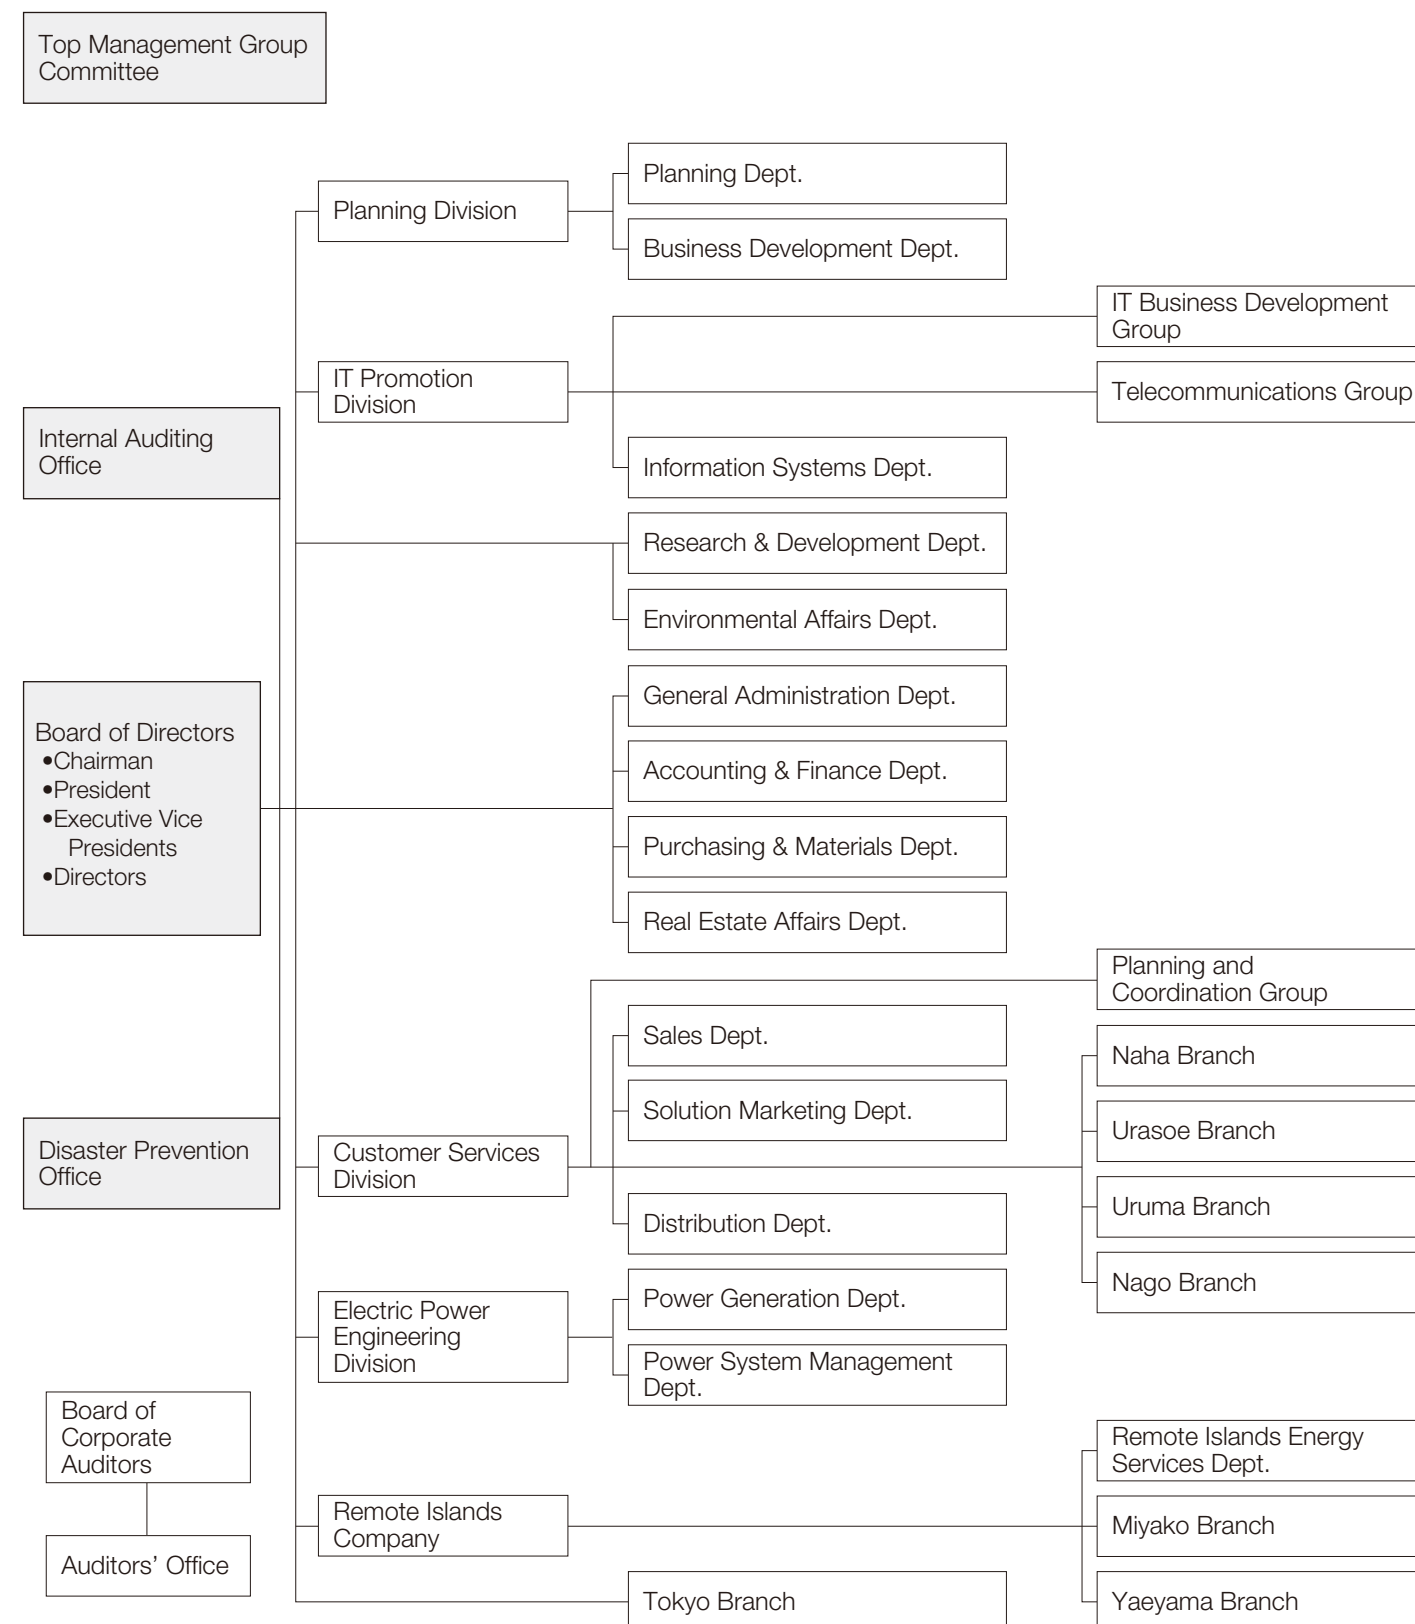 Top Management Group
Committee
Planning Dept.
Planning Division
Business Development Dept.
IT Business Development
Group
IT Promotion
Division
Telecommunications Group
Internal Auditing
Office
Information Systems Dept.
Research & Development Dept.
Environmental Affairs Dept.
General Administration Dept.
Board of Directors
•Chairman
•President
•Executive Vice
Presidents
•Directors
Accounting & Finance Dept.
Purchasing & Materials Dept.
Real Estate Affairs Dept.
Planning and
Coordination Group
Sales Dept.
Naha Branch
Solution Marketing Dept.
Urasoe Branch
Disaster Prevention
Office
Customer Services
Division
Uruma Branch
Distribution Dept.
Nago Branch
Electric Power
Engineering
Division
Power Generation Dept.
Power System Management
Dept.
Board of
Corporate
Auditors
Remote Islands Energy
Services Dept.
Remote Islands
Company
Miyako Branch
Auditors’ Office
Tokyo Branch
Yaeyama Branch